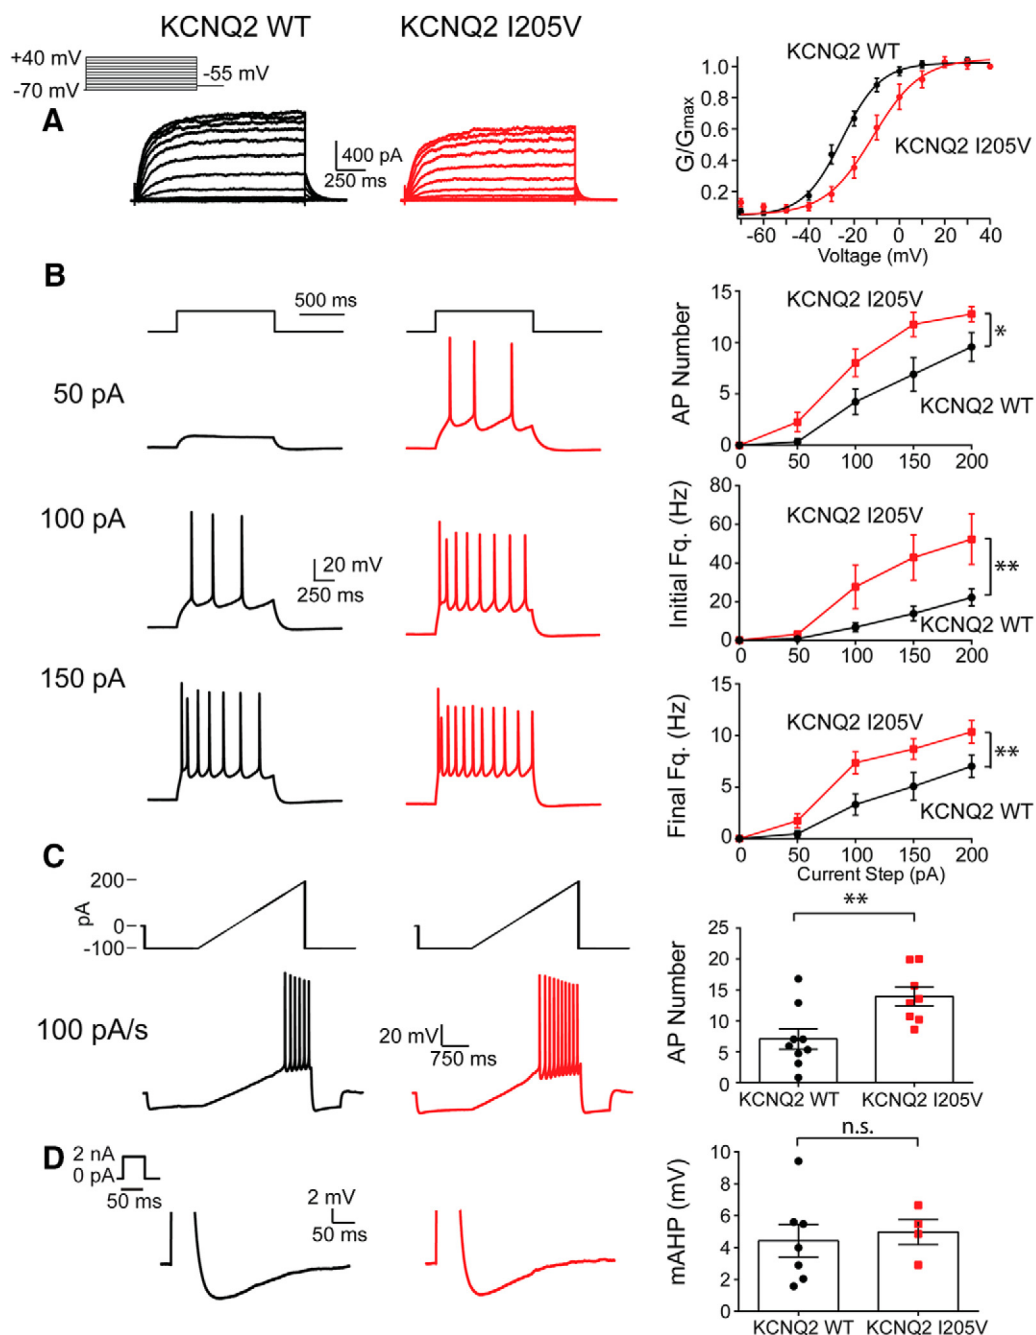 KCNQ2 WT
KCNQ2 I205V
+40 mV
-55 mV
-70 mV
A
400 pA
250 ms
KCNQ2 WT
KCNQ2 I205V
G/Gmax
1.0
0.8
0.6
0.4
0.2
-60 -40 -20 0 20 40
Voltage (mV)
B
500 ms
50 pA
100 pA
20 mV
250 ms
150 pA
KCNQ2 I205V
AP Number
15
10
5
0
*
KCNQ2 WT
0 50 100 150 200
KCNQ2 I205V
Initial Fq. (Hz)
80
60
40
20
0
**
KCNQ2 WT
0 50 100 150 200
KCNQ2 I205V
Final Fq. (Hz)
15
10
5
0
**
KCNQ2 WT
0 50 100 150 200
Current Step (pA)
C
200
pA
0
-100
100 pA/s
20 mV
750 ms
**
AP Number
25
20
15
10
5
0
KCNQ2 WT KCNQ2 I205V
D
2 nA
0 pA
50 ms
2 mV
50 ms
n.s.
mAHP (mV)
10
8
6
4
2
0
KCNQ2 WT KCNQ2 I205V